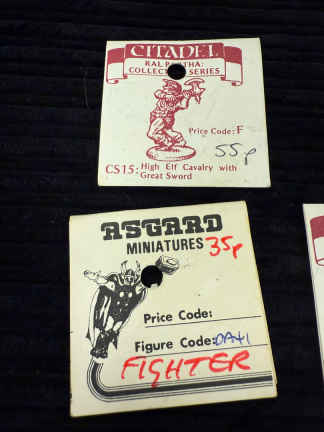 CITADEL
RAL PARTHA:
COLLECTORS SERIES
Price Code: F
55p
CS15: High Elf Cavalry with
Great Sword
ASGARD
MINIATURES 35p
Price Code:
Figure Code: DA41
FIGHTER